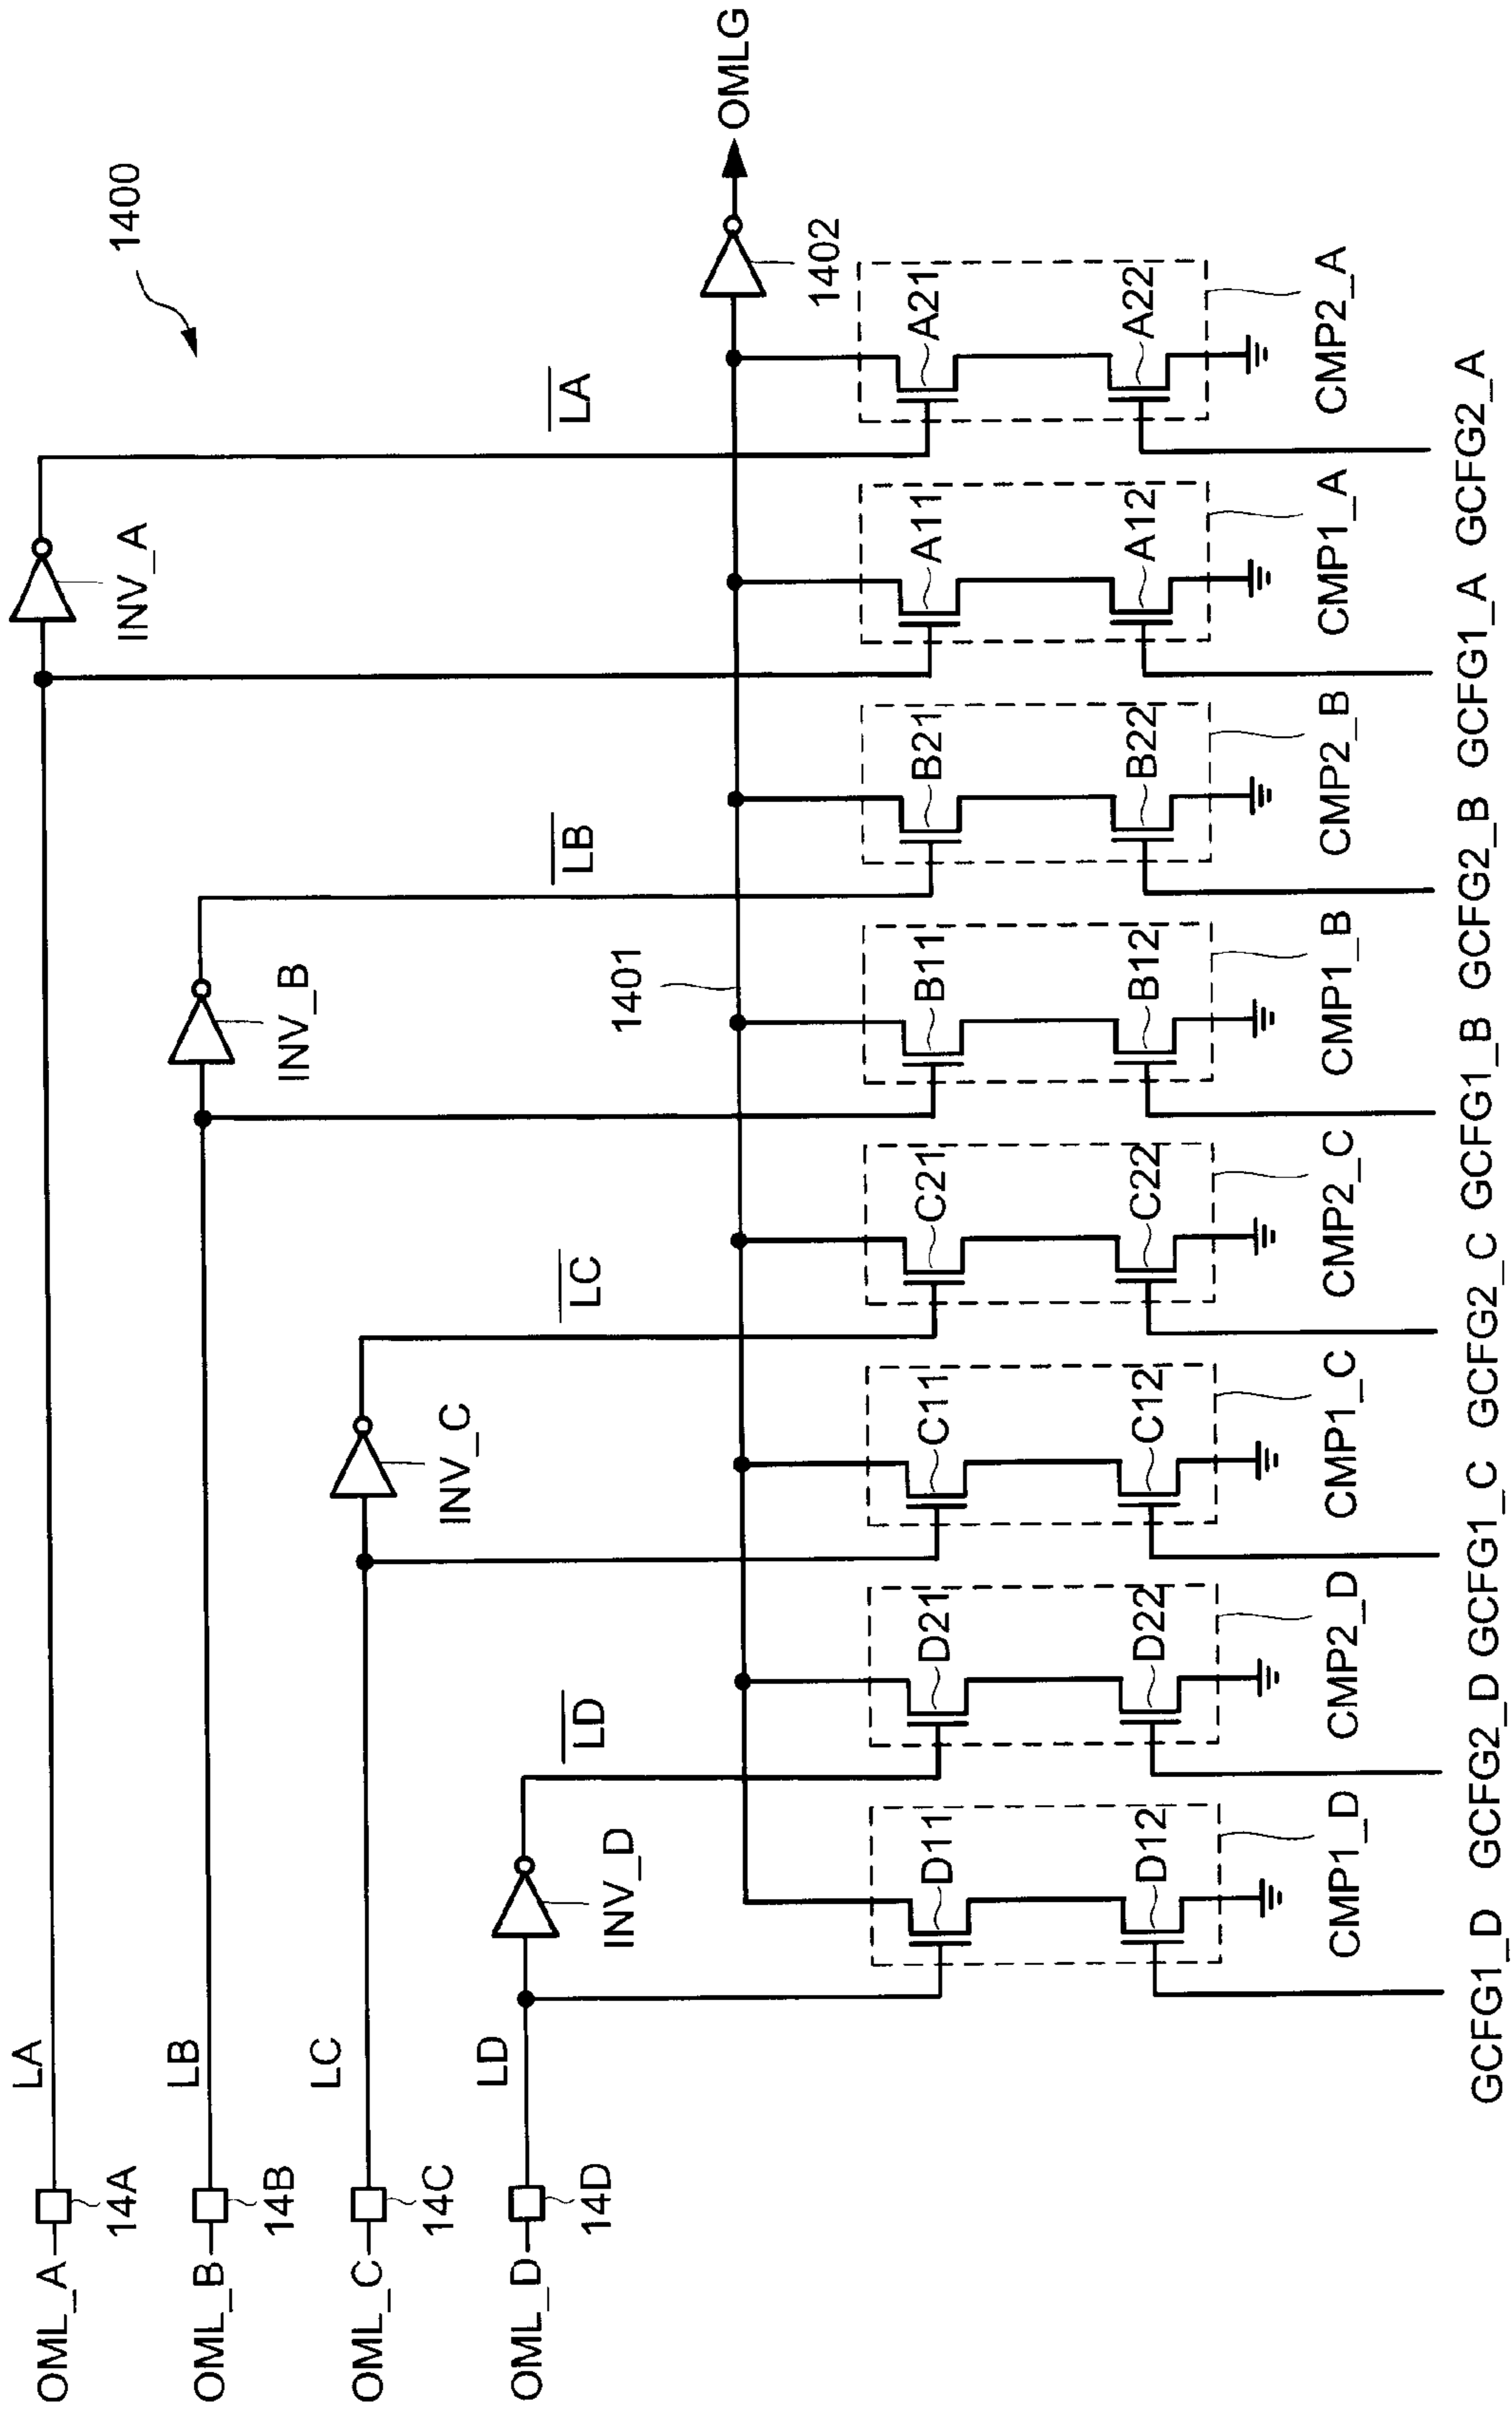 1400
OML_A
14A
LA
INV_A
LA
OML_B
14B
LB
INV_B
LB
OML_C
14C
LC
INV_C
LC
OML_D
14D
LD
INV_D
LD
1401
1402
OMLG
D11
D21
C11
C21
B11
B21
A11
A21
D12
D22
C12
C22
B12
B22
A12
A22
CMP1_D
CMP2_D
CMP1_C
CMP2_C
CMP1_B
CMP2_B
CMP1_A
CMP2_A
GCFG1_D GCFG2_D GCFG1_C GCFG2_C GCFG1_B GCFG2_B GCFG1_A GCFG2_A